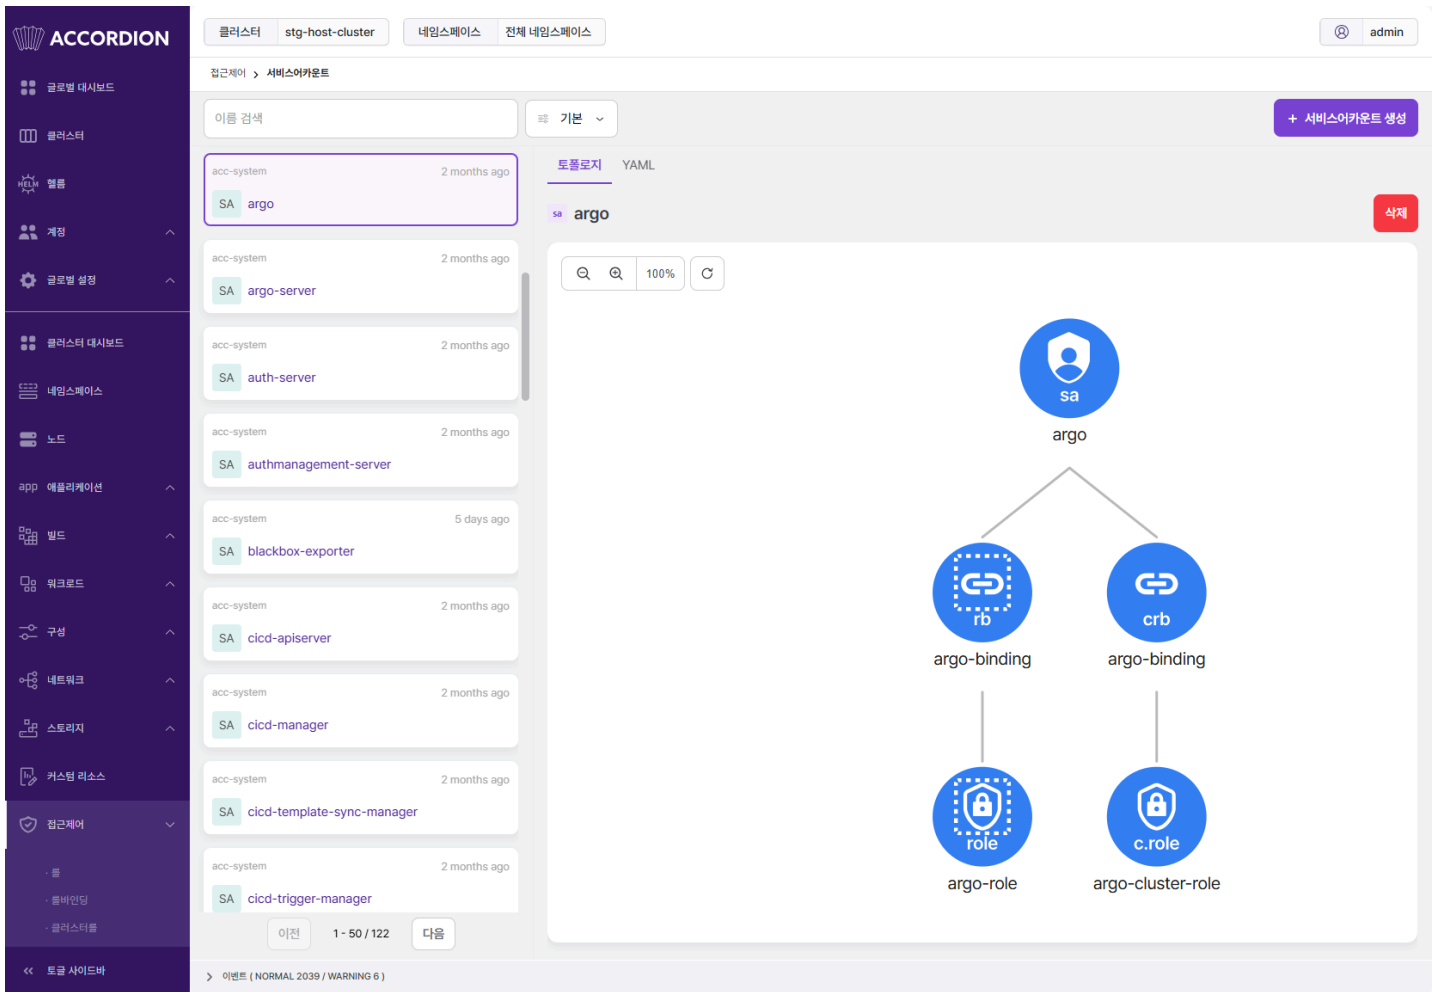 ACCORDION
클러스터 stg-host-cluster 네임스페이스 전체 네임스페이스 admin
접근제어 > 서비스어카운트
글로벌 대시보드
클러스터
HELM 헬름
계정
글로벌 설정
클러스터 대시보드
네임스페이스
노드
app 애플리케이션
빌드
워크로드
구성
네트워크
스토리지
커스텀 리소스
접근제어
- 롤
- 롤바인딩
- 클러스터롤
토글 사이드바
이름 검색 기본 + 서비스어카운트 생성
acc-system 2 months ago
SA argo
acc-system 2 months ago
SA argo-server
acc-system 2 months ago
SA auth-server
acc-system 2 months ago
SA authmanagement-server
acc-system 5 days ago
SA blackbox-exporter
acc-system 2 months ago
SA cicd-apiserver
acc-system 2 months ago
SA cicd-manager
acc-system 2 months ago
SA cicd-template-sync-manager
acc-system 2 months ago
SA cicd-trigger-manager
이전 1 - 50 / 122 다음
토폴로지 YAML
sa argo 삭제
100%
sa
argo
rb crb
argo-binding argo-binding
role c.role
argo-role argo-cluster-role
이벤트 ( NORMAL 2039 / WARNING 6 )